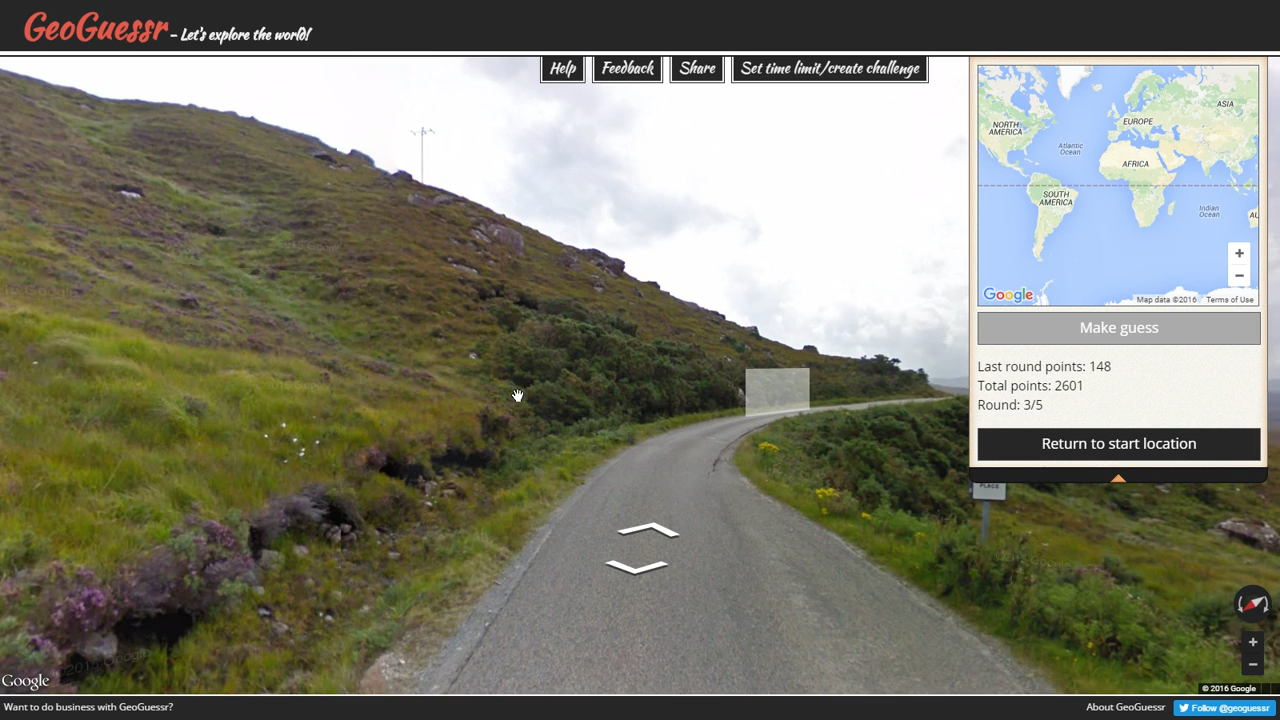 GeoGuessr - Let's explore the world!
Help
Feedback
Share
Set time limit/create challenge
NORTH AMERICA
EUROPE
ASIA
Atlantic Ocean
AFRICA
SOUTH AMERICA
Indian Ocean
AU
+
−
Google
Map data ©2016
Terms of Use
Make guess
Last round points: 148
Total points: 2601
Round: 3/5
Return to start location
PLACE
+
−
Google
© 2016 Google
Want to do business with GeoGuessr?
About GeoGuessr
Follow @geoguessr